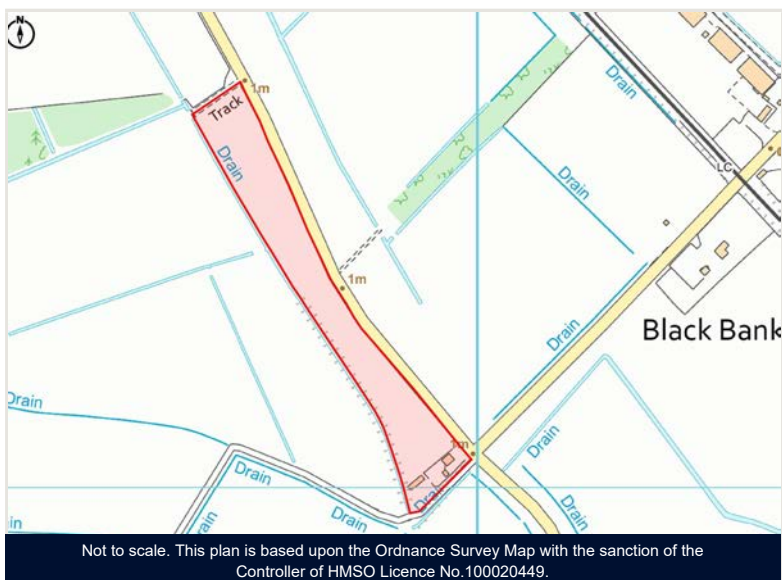 N
1m
Track
Drain
Drain
LC
Drain
1m
Black Bank
Drain
Drain
1m
Drain
Drain
Drain
Drain
rain
in
Drain
Not to scale. This plan is based upon the Ordnance Survey Map with the sanction of the
Controller of HMSO Licence No.100020449.